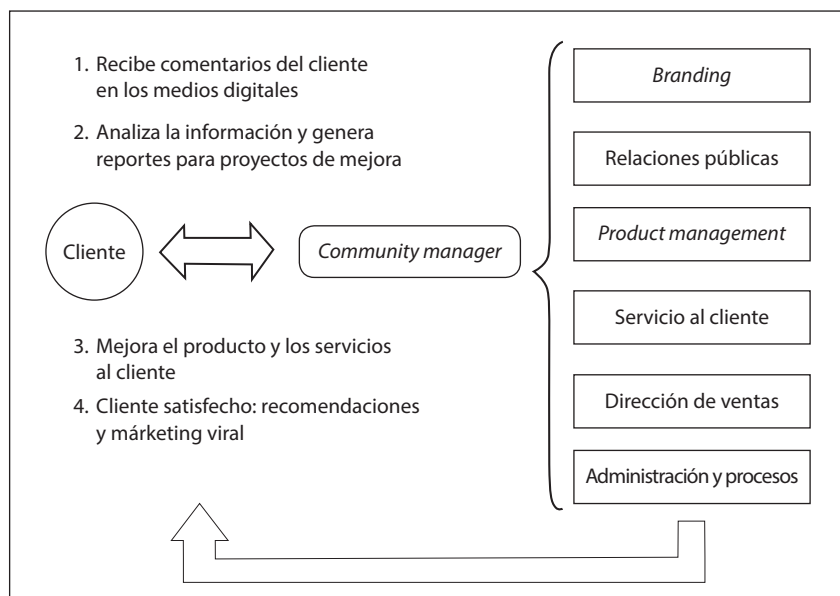 1. Recibe comentarios del cliente
en los medios digitales
2. Analiza la información y genera
reportes para proyectos de mejora
Cliente
Community manager
3. Mejora el producto y los servicios
al cliente
4. Cliente satisfecho: recomendaciones
y márketing viral
Branding
Relaciones públicas
Product management
Servicio al cliente
Dirección de ventas
Administración y procesos